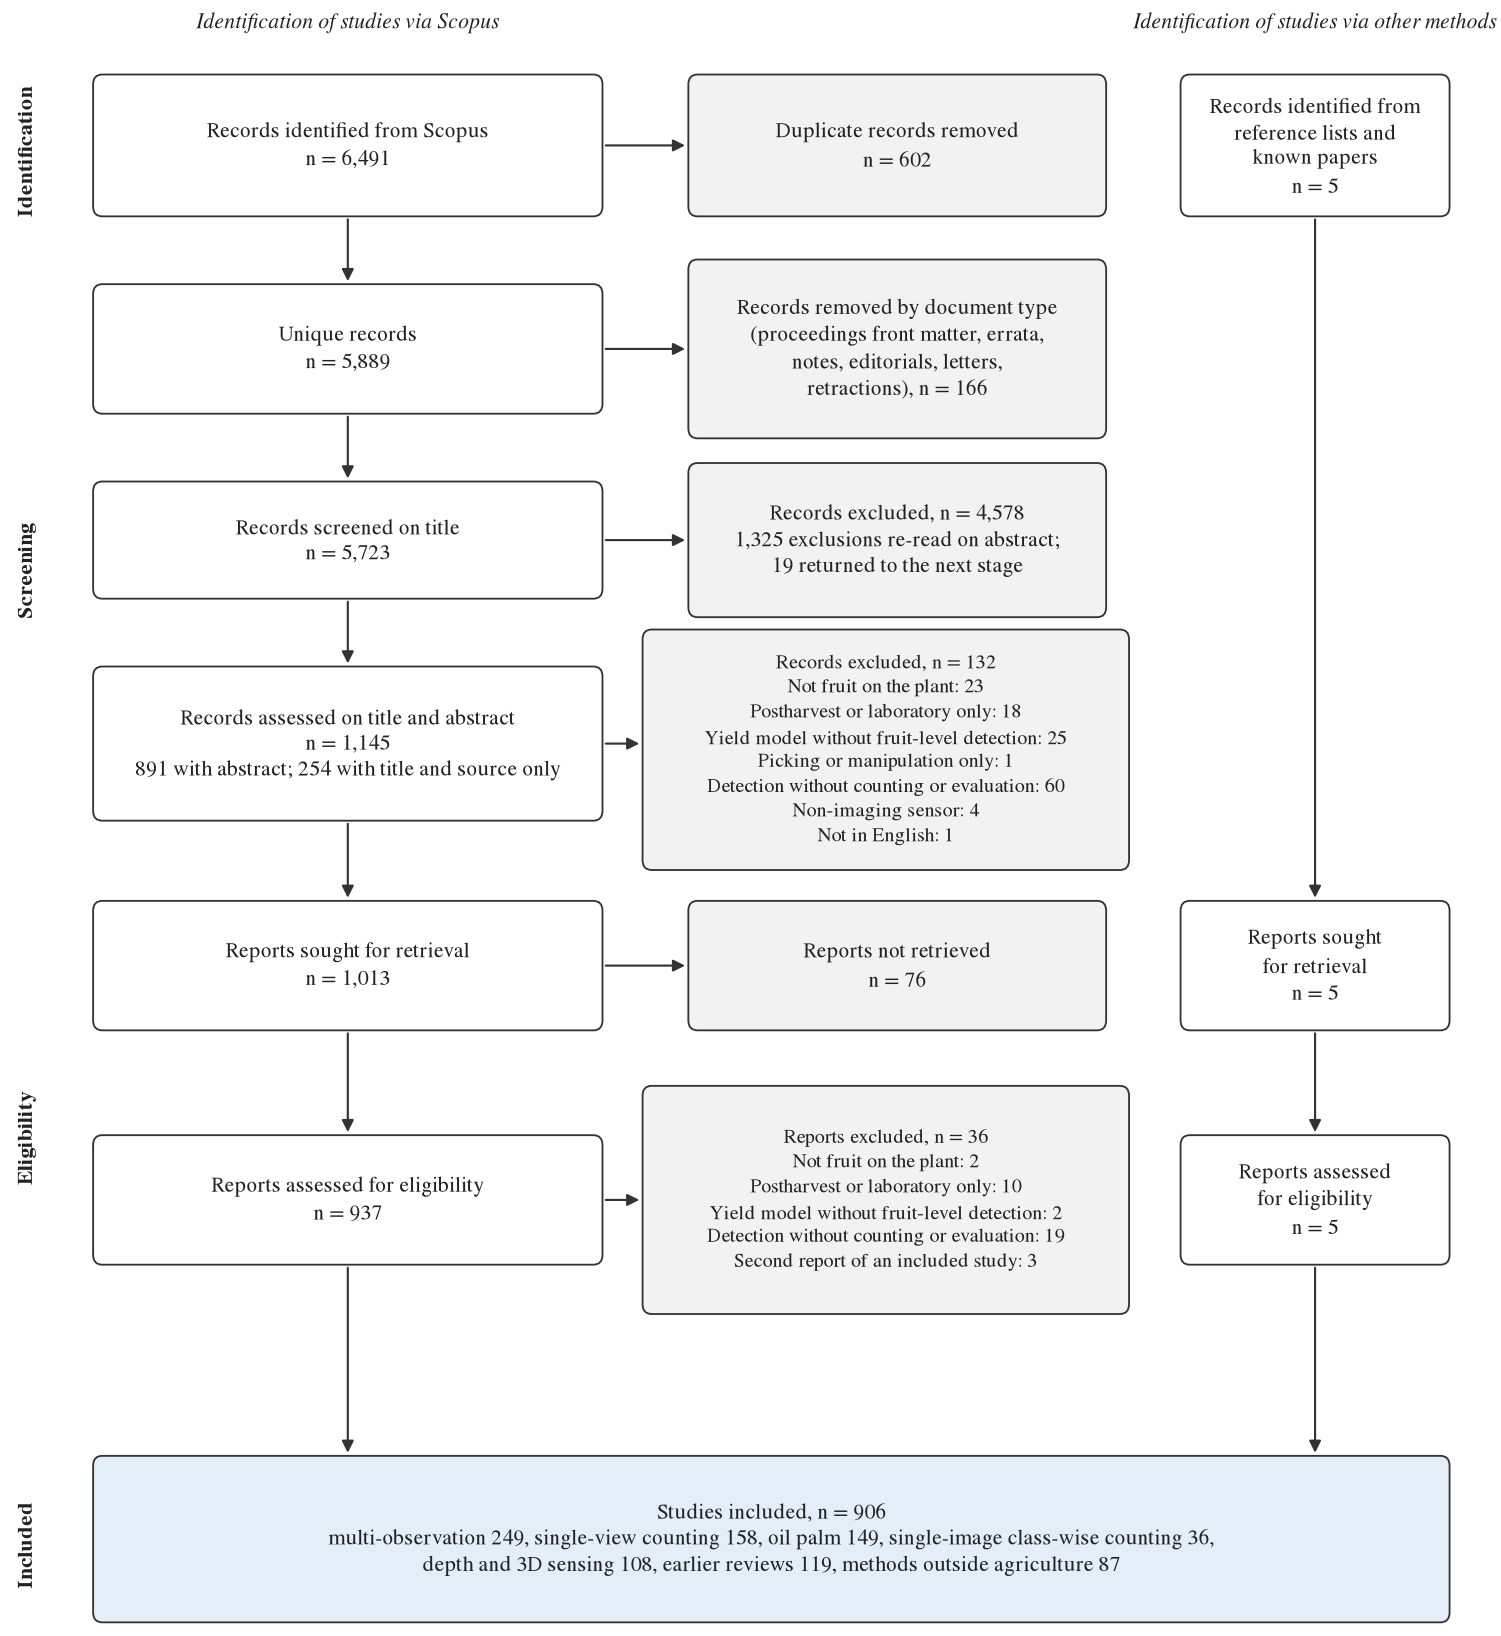 Identification of studies via Scopus
Identification of studies via other methods
Identification
Records identified from Scopus
n = 6,491
Duplicate records removed
n = 602
Records identified from
reference lists and
known papers
n = 5
Unique records
n = 5,889
Records removed by document type
(proceedings front matter, errata,
notes, editorials, letters,
retractions), n = 166
Screening
Records screened on title
n = 5,723
Records excluded, n = 4,578
1,325 exclusions re-read on abstract;
19 returned to the next stage
Records assessed on title and abstract
n = 1,145
891 with abstract; 254 with title and source only
Records excluded, n = 132
Not fruit on the plant: 23
Postharvest or laboratory only: 18
Yield model without fruit-level detection: 25
Picking or manipulation only: 1
Detection without counting or evaluation: 60
Non-imaging sensor: 4
Not in English: 1
Reports sought for retrieval
n = 1,013
Reports not retrieved
n = 76
Reports sought
for retrieval
n = 5
Eligibility
Reports assessed for eligibility
n = 937
Reports excluded, n = 36
Not fruit on the plant: 2
Postharvest or laboratory only: 10
Yield model without fruit-level detection: 2
Detection without counting or evaluation: 19
Second report of an included study: 3
Reports assessed
for eligibility
n = 5
Included
Studies included, n = 906
multi-observation 249, single-view counting 158, oil palm 149, single-image class-wise counting 36,
depth and 3D sensing 108, earlier reviews 119, methods outside agriculture 87